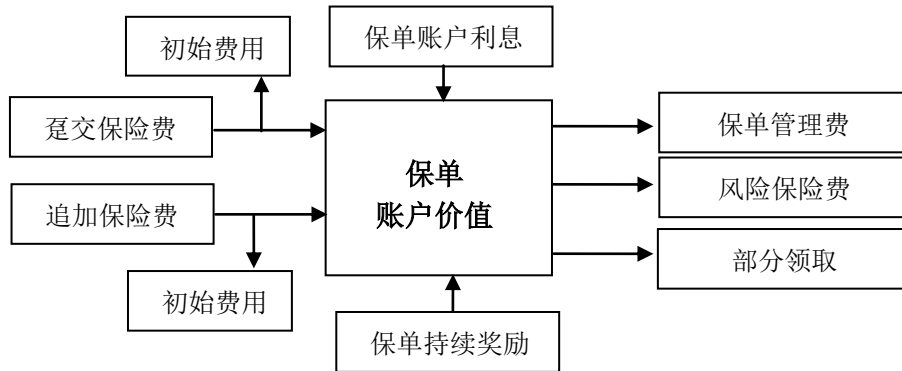 初始费用
保单账户利息
趸交保险费
保单管理费
保单
账户价值
风险保险费
追加保险费
部分领取
初始费用
保单持续奖励